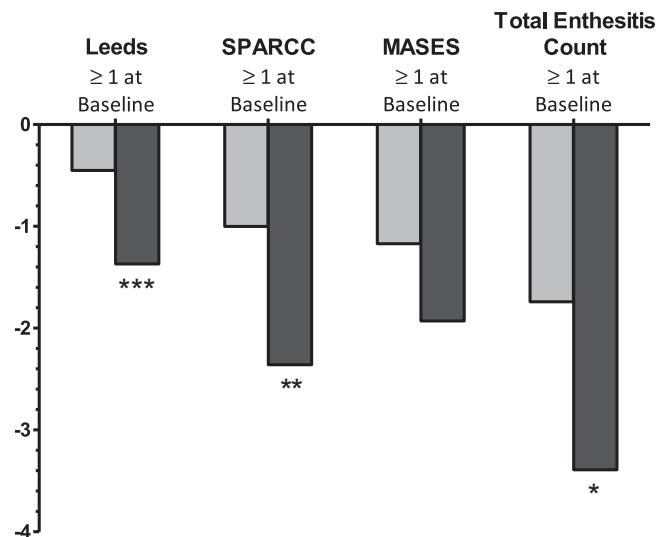 Leeds
≥ 1 at
Baseline
SPARCC
≥ 1 at
Baseline
MASES
≥ 1 at
Baseline
Total Enthesitis
Count
≥ 1 at
Baseline
0
-1
-2
-3
-4
***
**
*